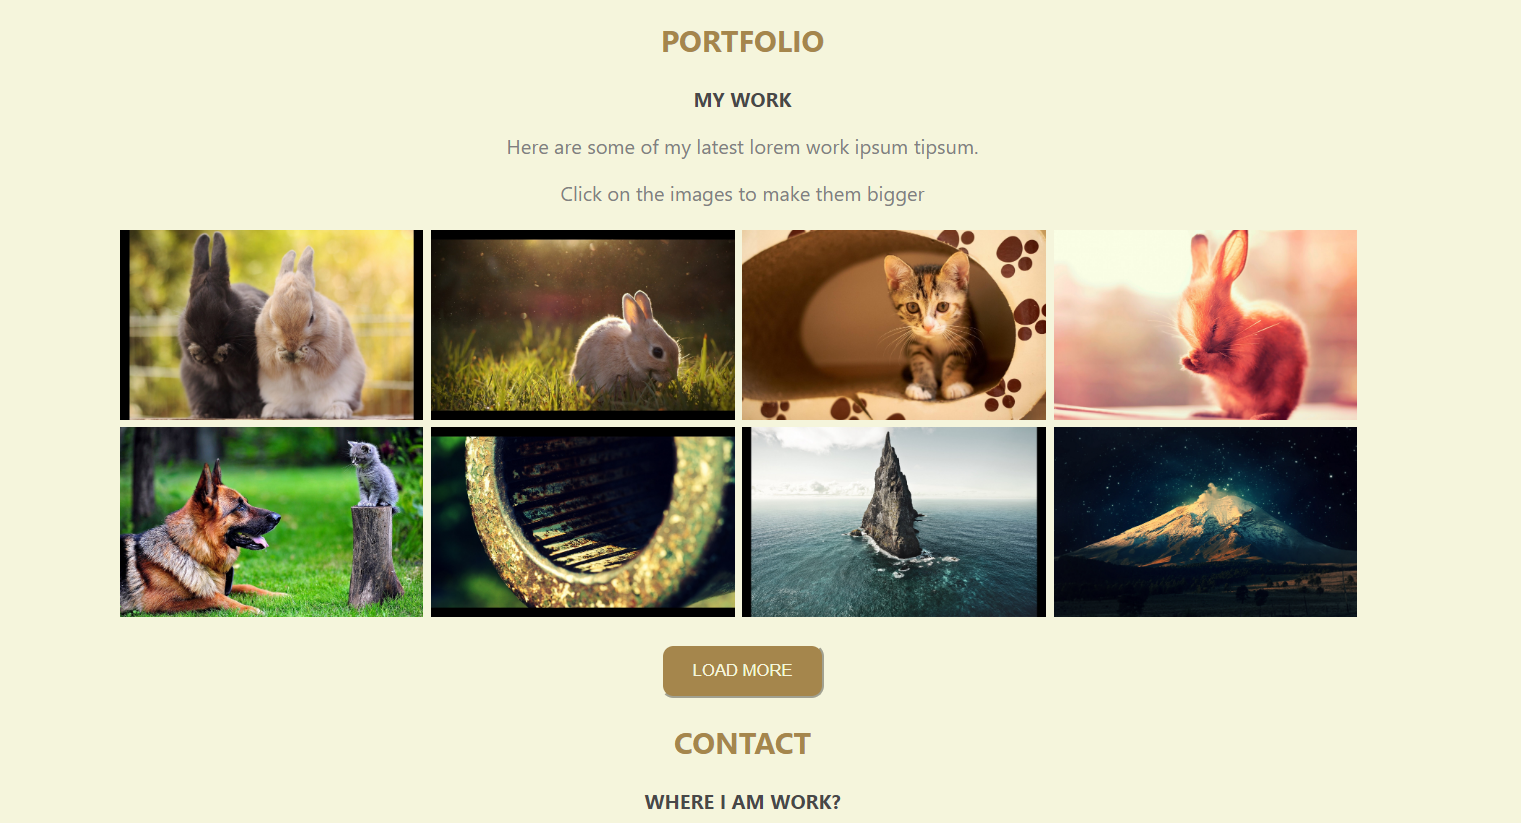 PORTFOLIO
MY WORK
Here are some of my latest lorem work ipsum tipsum.
Click on the images to make them bigger
LOAD MORE
CONTACT
WHERE I AM WORK?